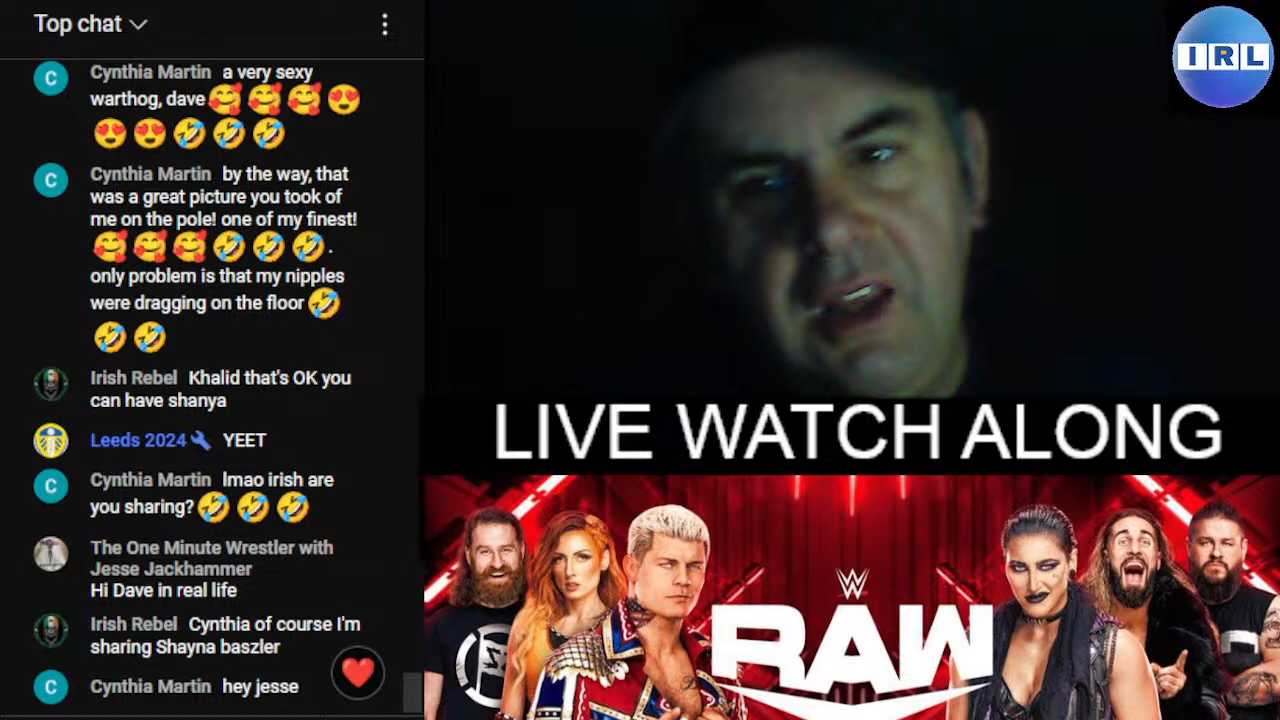 Top chat
Cynthia Martin a very sexy
warthog, dave🥰🥰🥰😍
😍😍🤣🤣🤣
Cynthia Martin by the way, that
was a great picture you took of
me on the pole! one of my finest!
🥰🥰🥰🤣🤣🤣.
only problem is that my nipples
were dragging on the floor🤣
🤣🤣
Irish Rebel Khalid that's OK you
can have shanya
Leeds 2024🔧 YEET
Cynthia Martin lmao irish are
you sharing?🤣🤣🤣
The One Minute Wrestler with
Jesse Jackhammer
Hi Dave in real life
Irish Rebel Cynthia of course I'm
sharing Shayna baszler
Cynthia Martin hey jesse
IRL
LIVE WATCH ALONG
W
RAW